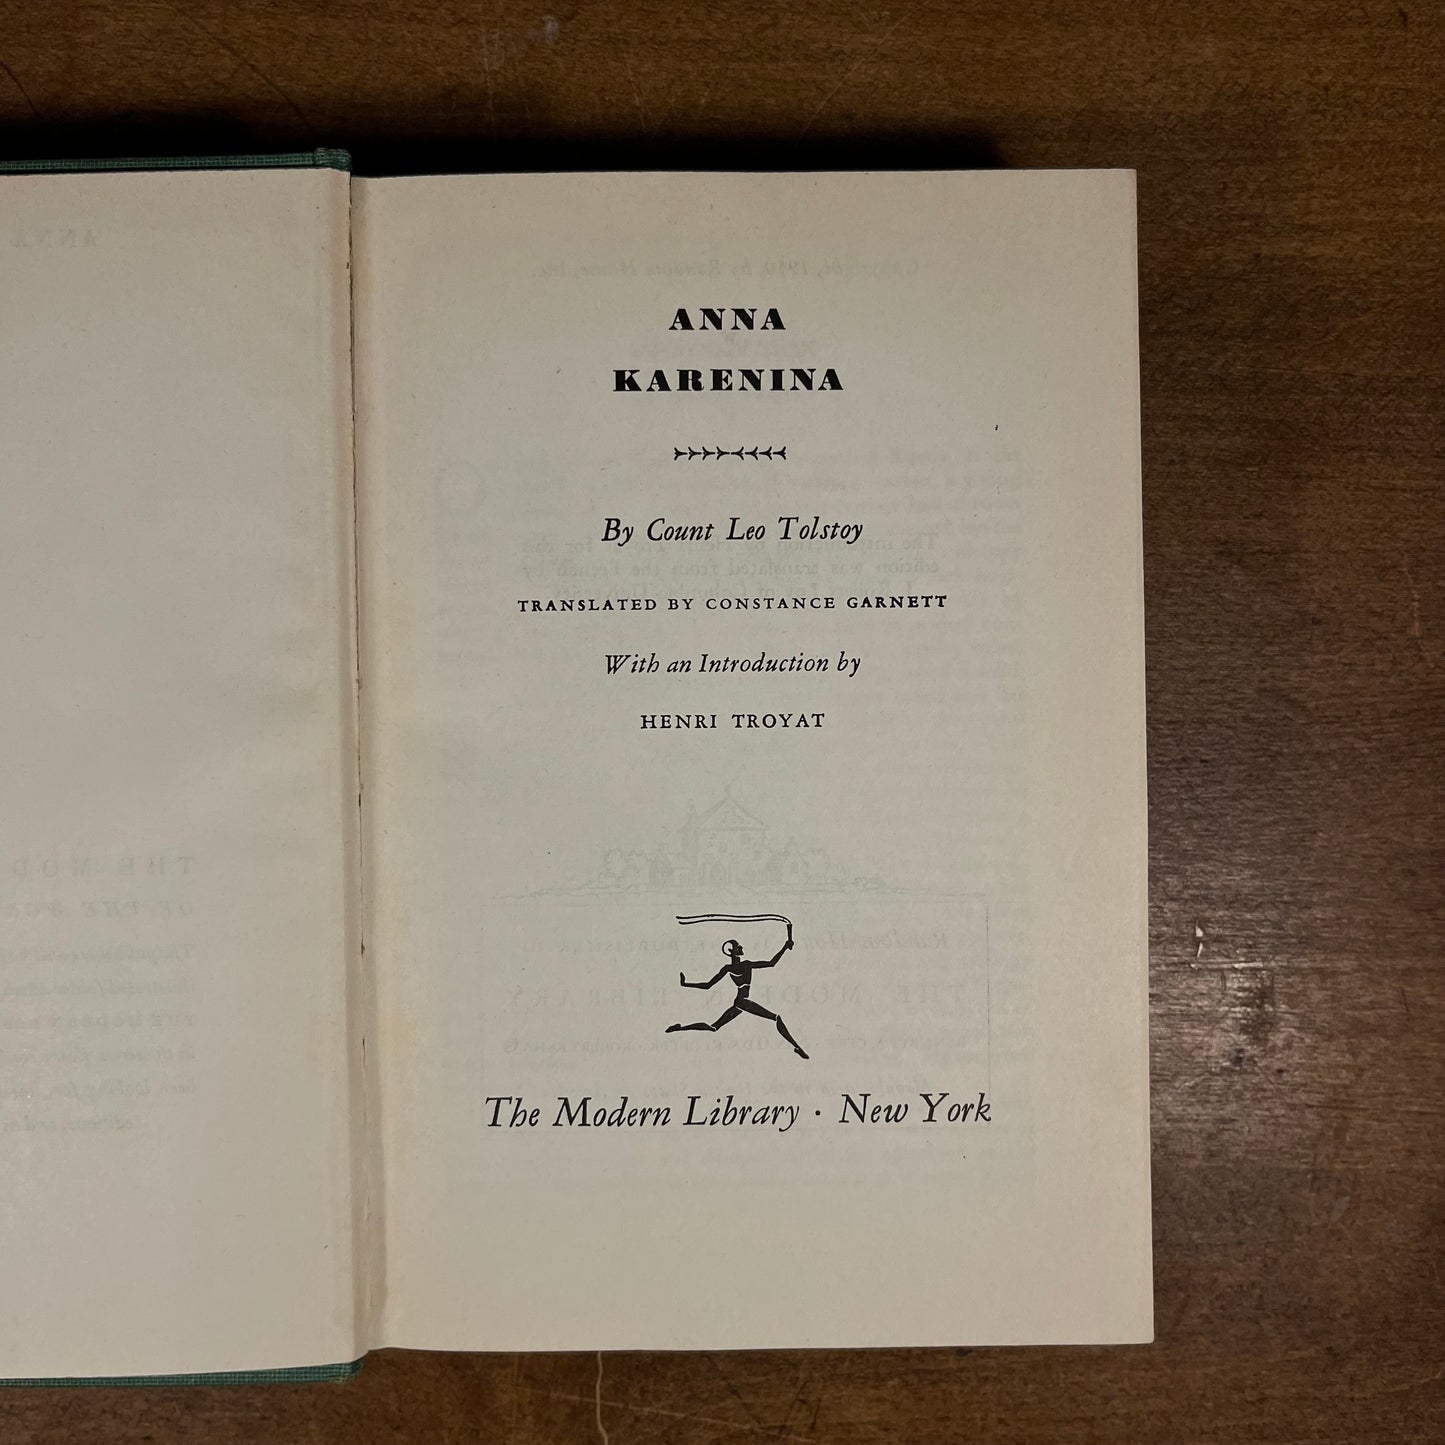 ANNA
KARENINA
By Count Leo Tolstoy
TRANSLATED BY CONSTANCE GARNETT
With an Introduction by
HENRI TROYAT
The Modern Library · New York